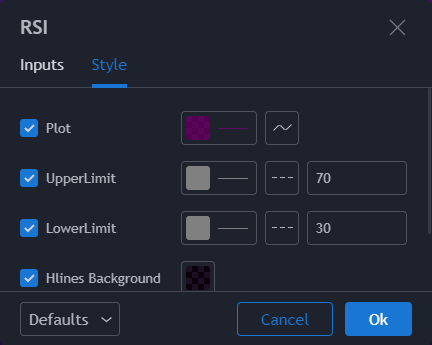 RSI
Inputs Style
Plot
UpperLimit 70
LowerLimit 30
Hlines Background
Defaults Cancel Ok